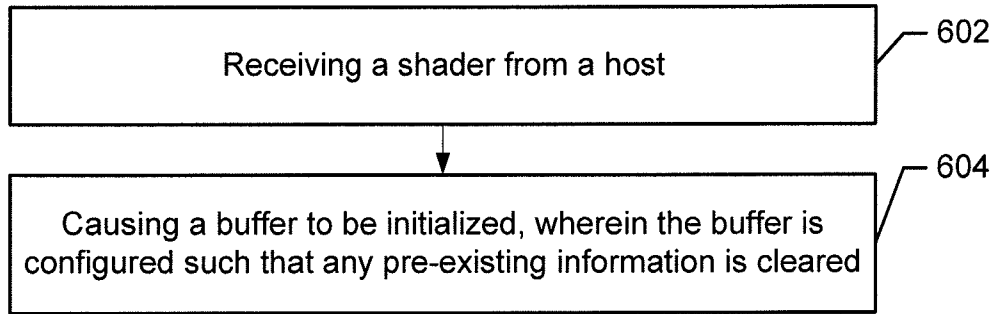 Receiving a shader from a host
602
Causing a buffer to be initialized, wherein the buffer is
configured such that any pre-existing information is cleared
604